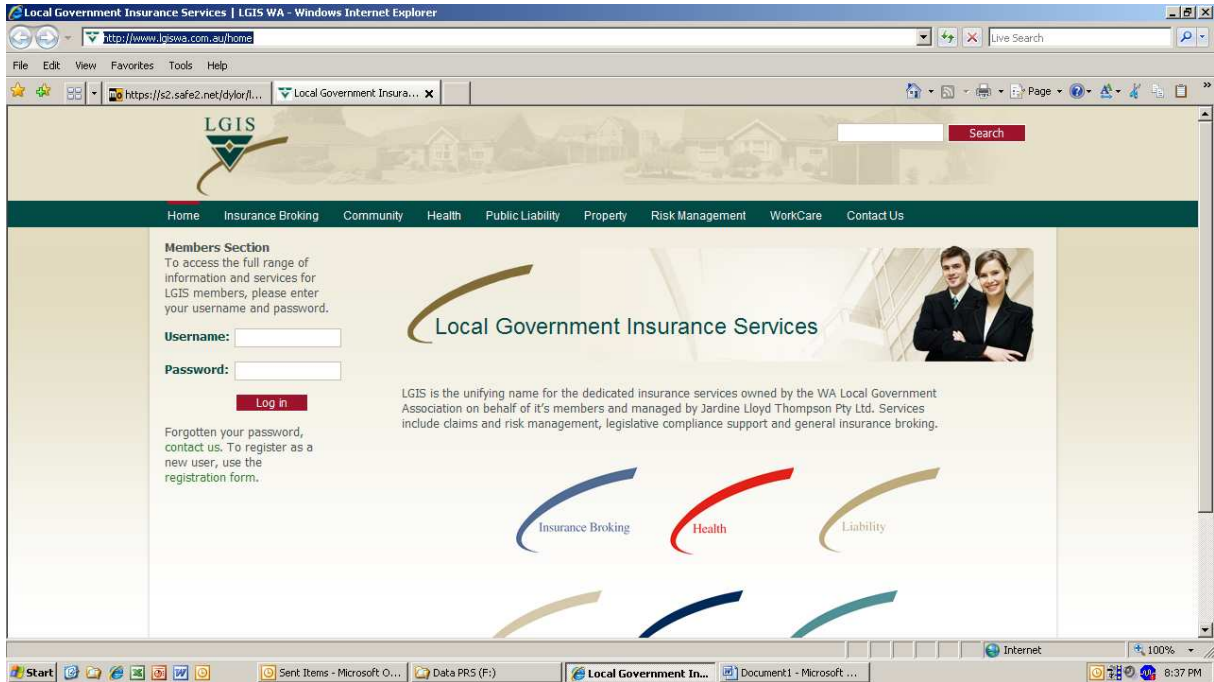 Local Government Insurance Services | LGIS WA - Windows Internet Explorer
http://www.lgiswa.com.au/home
Live Search
File Edit View Favorites Tools Help
https://s2.safe2.net/dylor/l...
Local Government Insura...
Page
LGIS
Search
Home Insurance Broking Community Health Public Liability Property Risk Management WorkCare Contact Us
Members Section
To access the full range of
information and services for
LGIS members, please enter
your username and password.
Username:
Password:
Log in
Forgotten your password,
contact us. To register as a
new user, use the
registration form.
Local Government Insurance Services
LGIS is the unifying name for the dedicated insurance services owned by the WA Local Government
Association on behalf of it's members and managed by Jardine Lloyd Thompson Pty Ltd. Services
include claims and risk management, legislative compliance support and general insurance broking.
Insurance Broking
Health
Liability
Internet
100%
Start
Sent Items - Microsoft O...
Data PRS (F:)
Local Government In...
Document1 - Microsoft ...
8:37 PM